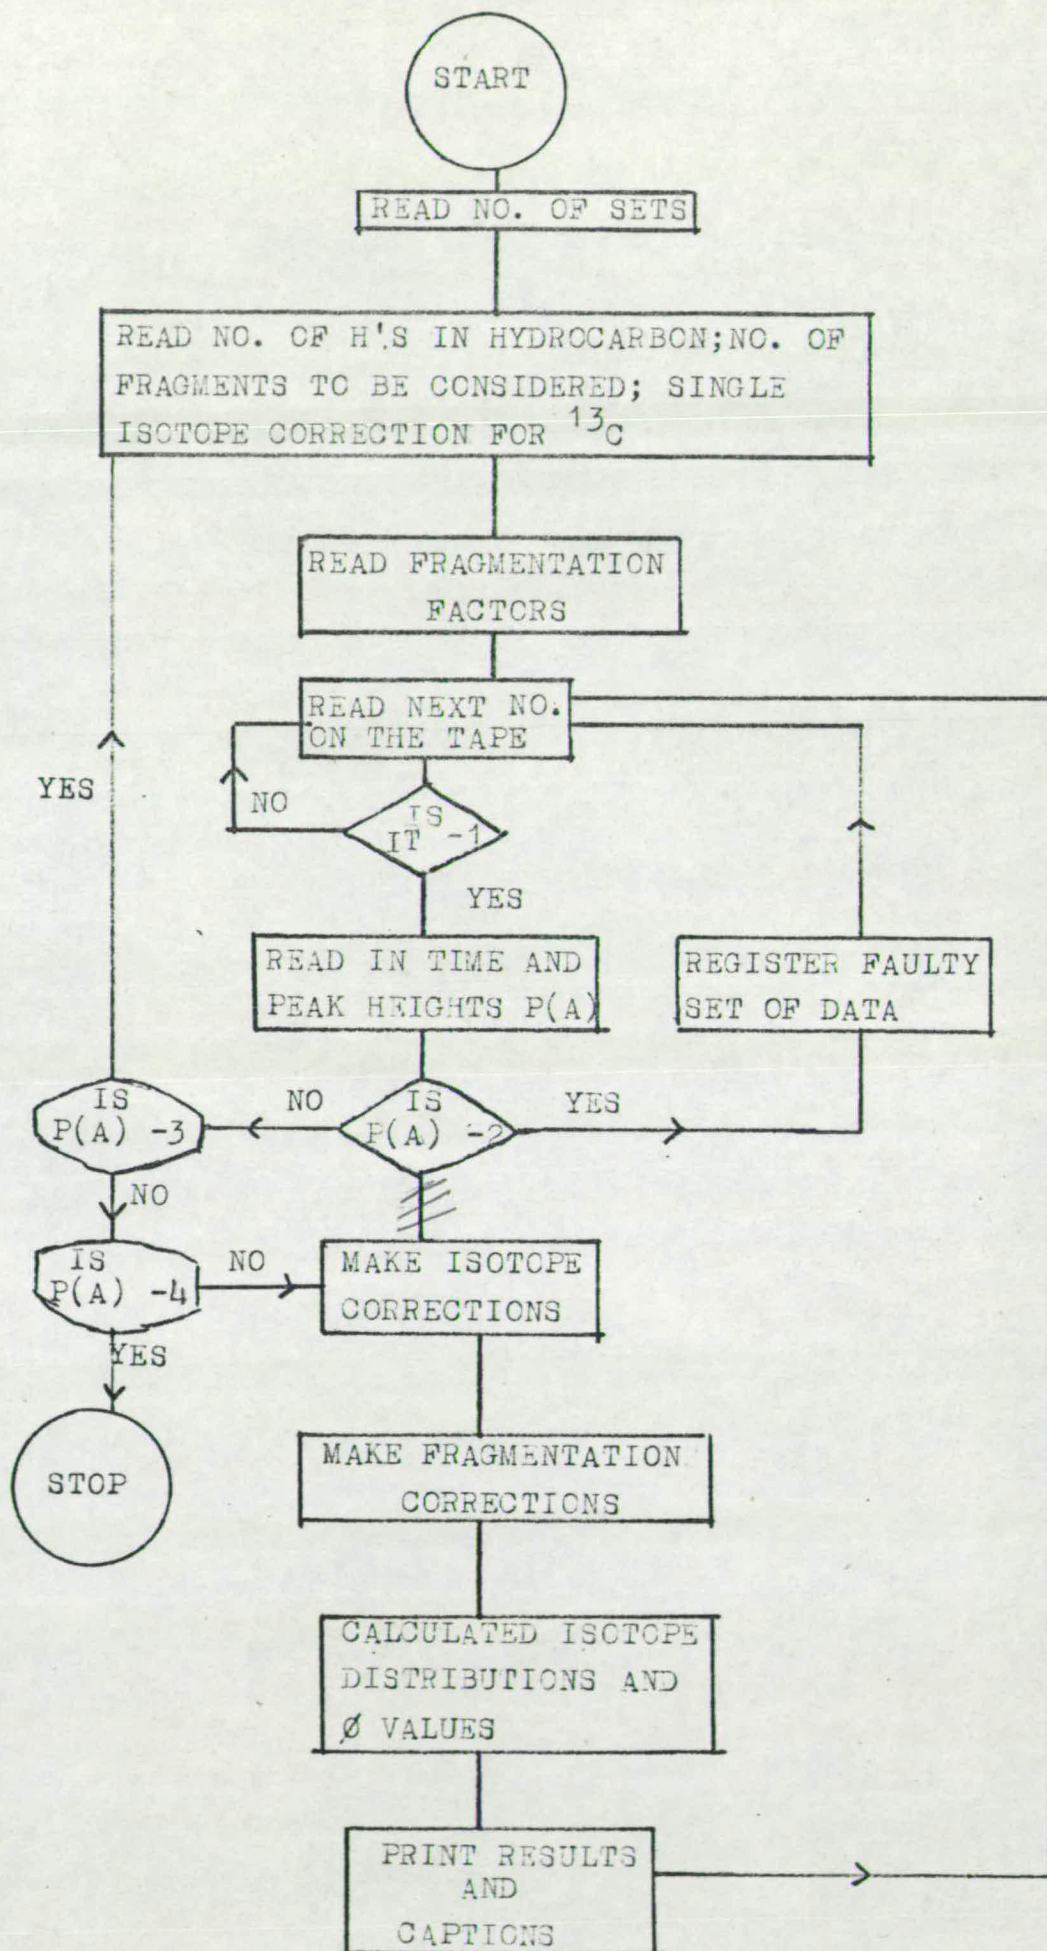 START
READ NO. OF SETS
READ NO. OF H'S IN HYDROCARBON; NO. OF
FRAGMENTS TO BE CONSIDERED; SINGLE
ISOTOPE CORRECTION FOR ¹³C
READ FRAGMENTATION
FACTORS
READ NEXT NO.
ON THE TAPE
YES
NO
IS
IT -1
YES
READ IN TIME AND
PEAK HEIGHTS P(A)
REGISTER FAULTY
SET OF DATA
IS
P(A) -3
NO
IS
P(A) -2
YES
NO
IS
P(A) -4
NO
MAKE ISOTOPE
CORRECTIONS
YES
STOP
MAKE FRAGMENTATION
CORRECTIONS
CALCULATED ISOTOPE
DISTRIBUTIONS AND
Ø VALUES
PRINT RESULTS
AND
CAPTIONS